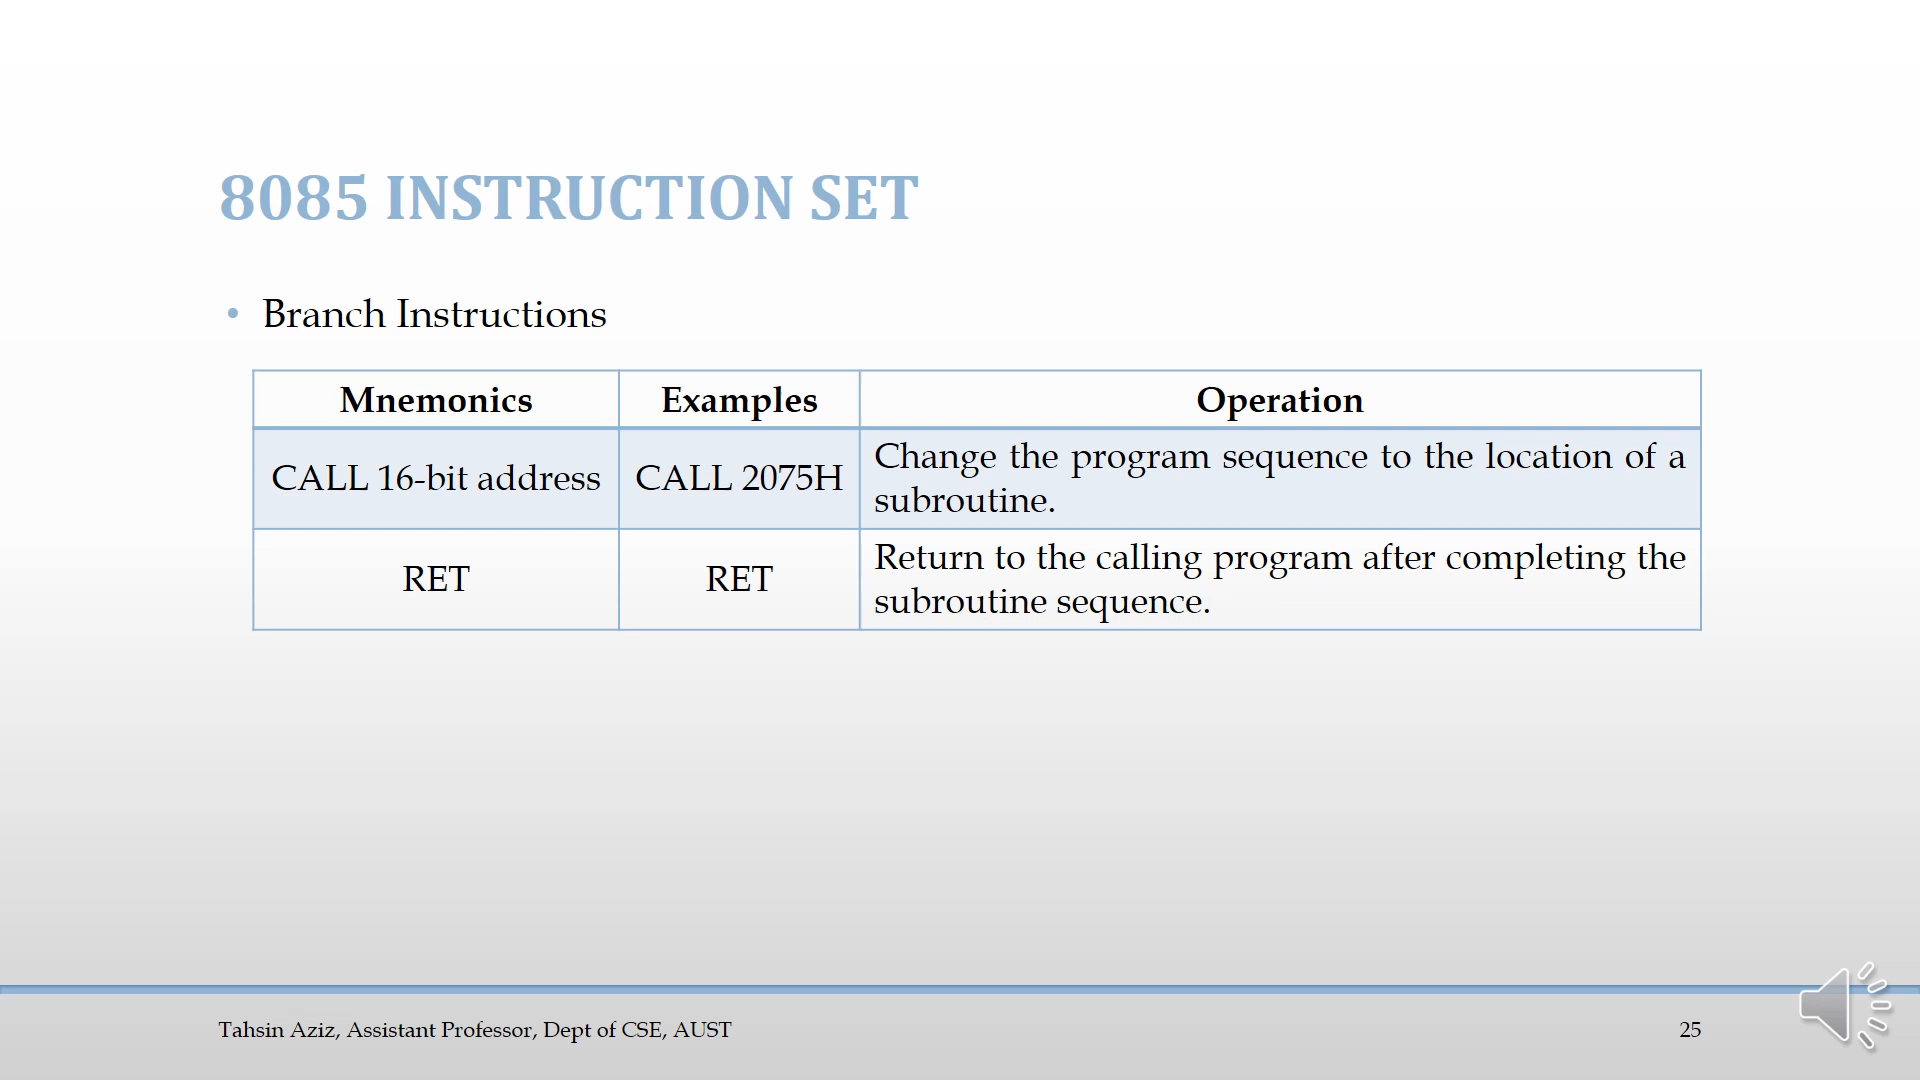 8085 INSTRUCTION SET
• Branch Instructions
Mnemonics Examples Operation
CALL 16-bit address CALL 2075H Change the program sequence to the location of a
subroutine.
RET RET Return to the calling program after completing the
subroutine sequence.
Tahsin Aziz, Assistant Professor, Dept of CSE, AUST 25